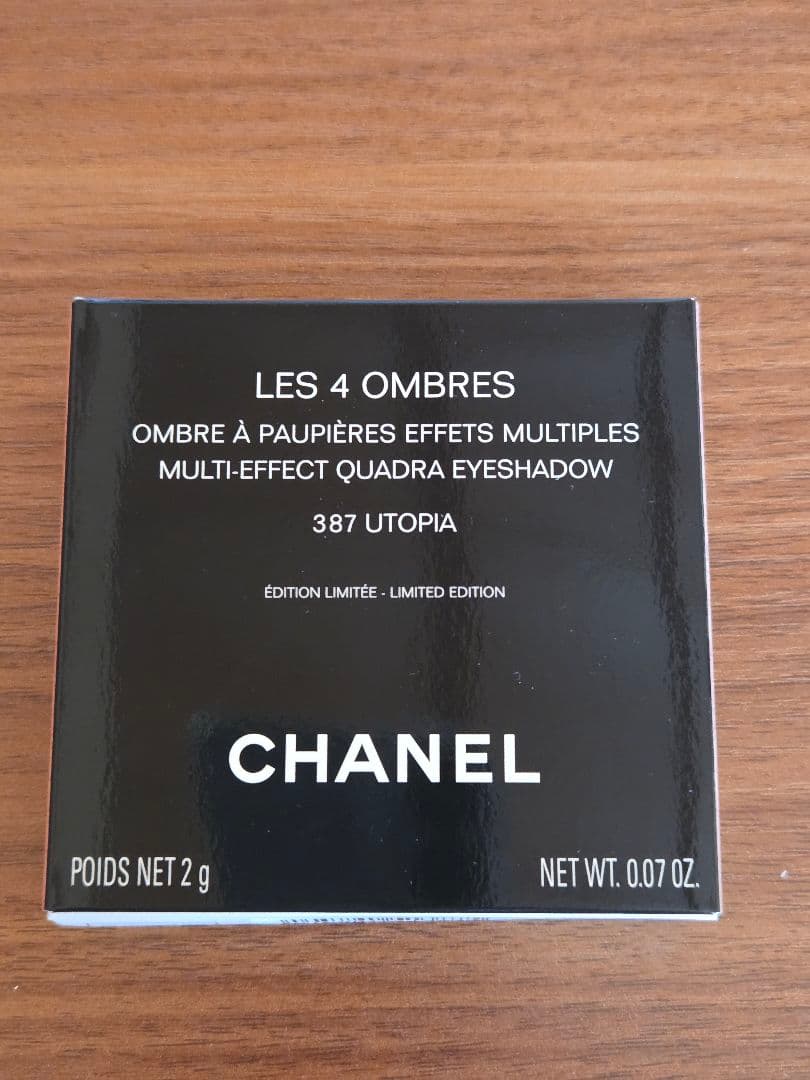 LES 4 OMBRES
OMBRE À PAUPIÈRES EFFETS MULTIPLES
MULTI-EFFECT QUADRA EYESHADOW
387 UTOPIA
ÉDITION LIMITÉE - LIMITED EDITION
CHANEL
POIDS NET 2 g NET WT. 0.07 OZ.